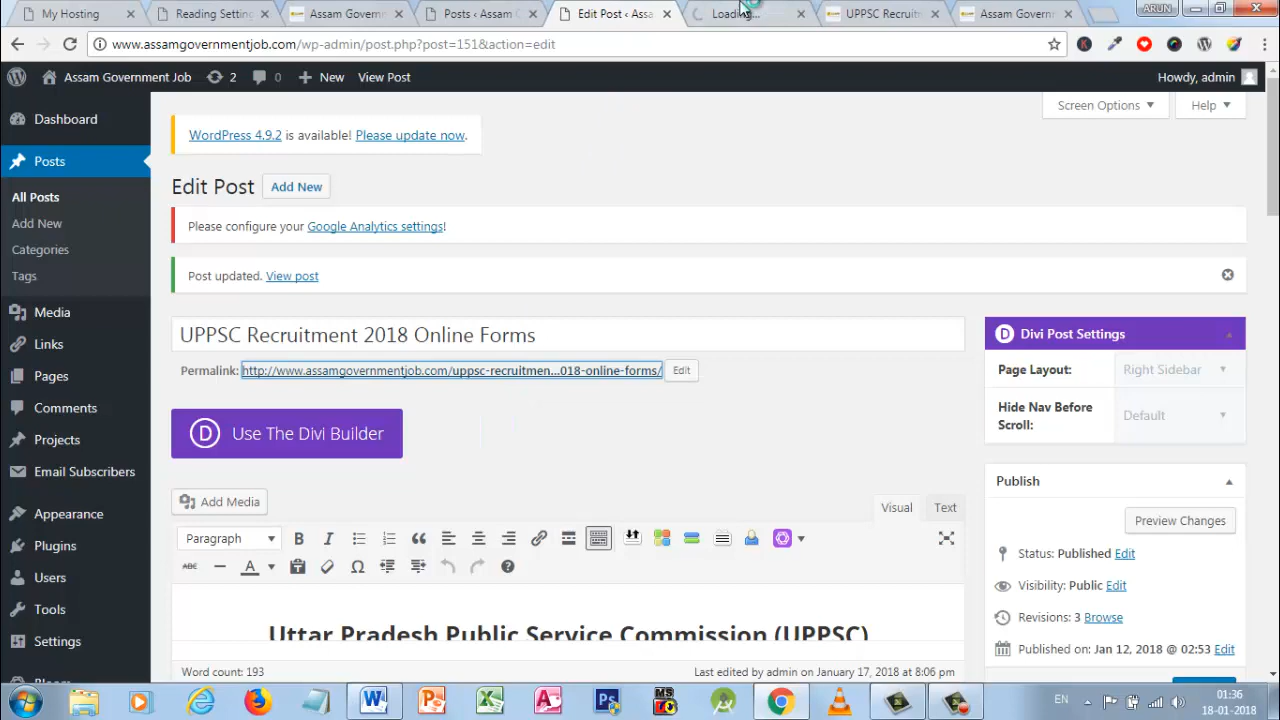 My Hosting
Reading Settin
Assam Governm
Posts ‹ Assam G
Edit Post ‹ Assa
Loading...
UPPSC Recruitm
Assam Governm
ARUN
www.assamgovernmentjob.com/wp-admin/post.php?post=151&action=edit
Assam Government Job
2
0
New
View Post
Howdy, admin
Dashboard
Posts
All Posts
Add New
Categories
Tags
Media
Links
Pages
Comments
Projects
Email Subscribers
Appearance
Plugins
Users
Tools
Settings
Screen Options
Help
WordPress 4.9.2 is available! Please update now.
Edit Post
Add New
Please configure your Google Analytics settings!
Post updated. View post
UPPSC Recruitment 2018 Online Forms
Permalink: http://www.assamgovernmentjob.com/uppsc-recruitmen...018-online-forms/
Edit
D Use The Divi Builder
Add Media
Visual
Text
Paragraph
B I
ABC
A
Uttar Pradesh Public Service Commission (UPPSC)
Word count: 193
Last edited by admin on January 17, 2018 at 8:06 pm
D Divi Post Settings
Page Layout:
Right Sidebar
Hide Nav Before Scroll:
Default
Publish
Preview Changes
Status: Published Edit
Visibility: Public Edit
Revisions: 3 Browse
Published on: Jan 12, 2018 @ 02:53 Edit
EN
01:36
18-01-2018